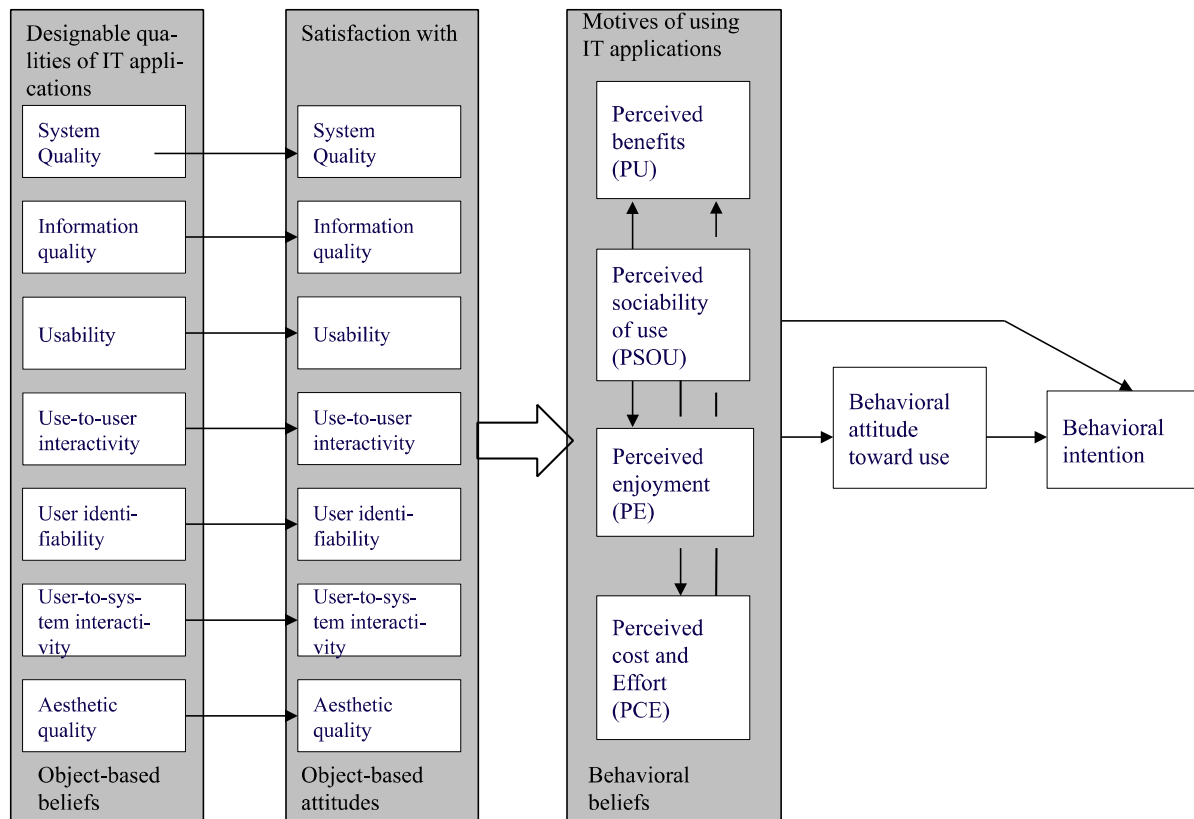 Designable qua-
lities of IT appli-
cations
System
Quality
Information
quality
Usability
Use-to-user
interactivity
User identi-
fiability
User-to-sys-
tem interacti-
vity
Aesthetic
quality
Object-based
beliefs
Satisfaction with
System
Quality
Information
quality
Usability
Use-to-user
interactivity
User identi-
fiability
User-to-sys-
tem interacti-
vity
Aesthetic
quality
Object-based
attitudes
Motives of using
IT applications
Perceived
benefits
(PU)
Perceived
sociability
of use
(PSOU)
Perceived
enjoyment
(PE)
Perceived
cost and
Effort
(PCE)
Behavioral
beliefs
Behavioral
attitude
toward use
Behavioral
intention